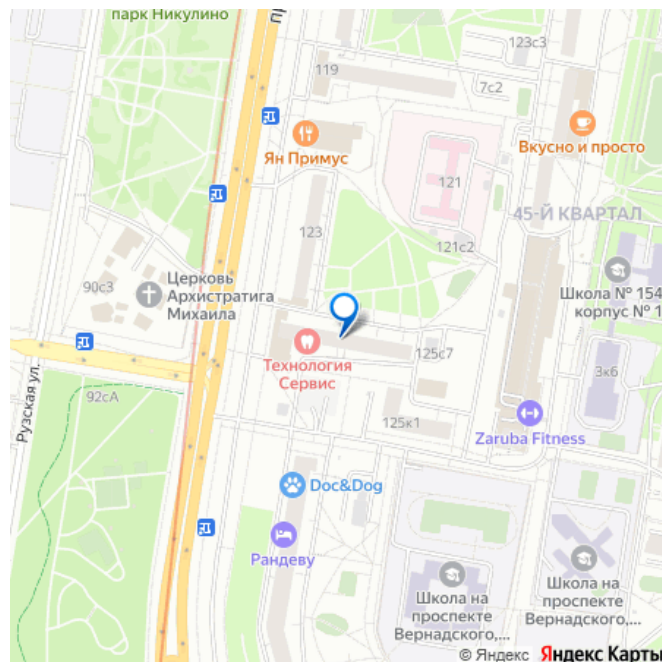 парк Никулино
Пр
123с3
119
7с2
Ян Примус
Вкусно и просто
121
45-Й КВАРТАЛ
123
121с2
90с3
Церковь
Архистратига
Михаила
Школа № 154
корпус № 1
Технология
Сервис
125с7
3к6
92сА
Рузская ул.
125к1
Zaruba Fitness
Doc&Dog
Рандеву
Школа на
проспекте
Вернадского,...
Школа на
проспекте
Вернадского,...
© Яндекс Яндекс Карты